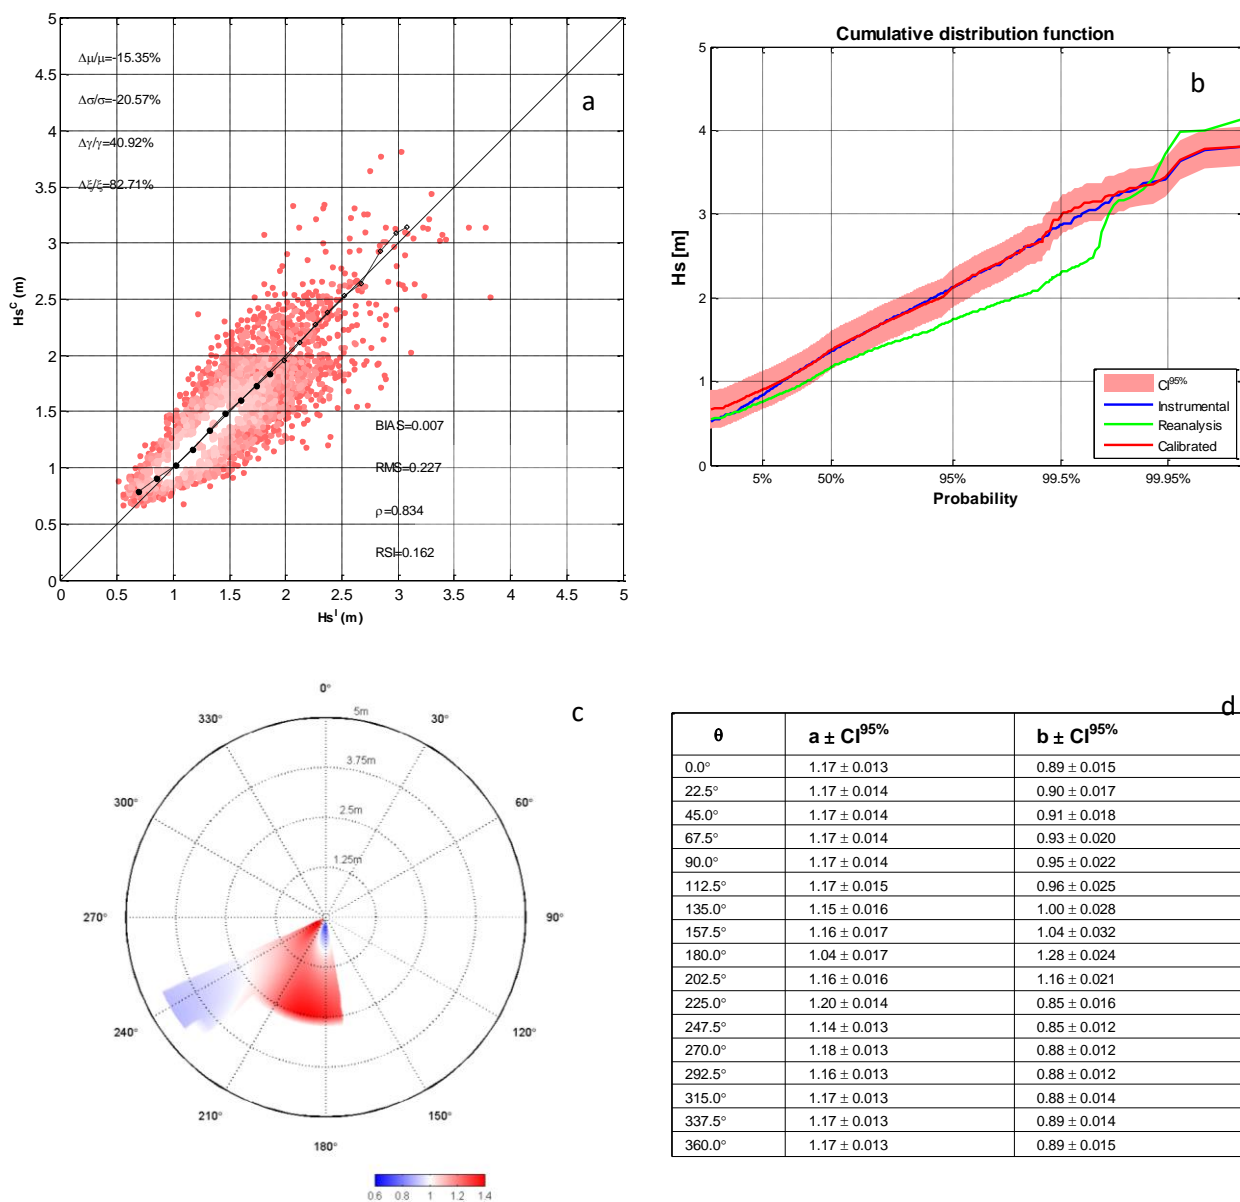 5
4.5
4
3.5
3
2.5
2
1.5
1
0.5
0
Hs^C (m)
Δμ/μ=-15.35%
Δσ/σ=-20.57%
Δγ/γ=40.92%
Δξ/ξ=82.71%
a
BIAS=0.007
RMS=0.227
ρ=0.834
RSI=0.162
0 0.5 1 1.5 2 2.5 3 3.5 4 4.5 5
Hs^I (m)
Cumulative distribution function
b
5
4
3
2
1
0
Hs [m]
CI^95%
Instrumental
Reanalysis
Calibrated
5% 50% 95% 99.5% 99.95%
Probability
c
0°
30°
60°
90°
120°
150°
180°
210°
240°
270°
300°
330°
5m
3.75m
2.5m
1.25m
0.6 0.8 1 1.2 1.4
d
θ a ± CI^95% b ± CI^95%
0.0° 1.17 ± 0.013 0.89 ± 0.015
22.5° 1.17 ± 0.014 0.90 ± 0.017
45.0° 1.17 ± 0.014 0.91 ± 0.018
67.5° 1.17 ± 0.014 0.93 ± 0.020
90.0° 1.17 ± 0.014 0.95 ± 0.022
112.5° 1.17 ± 0.015 0.96 ± 0.025
135.0° 1.15 ± 0.016 1.00 ± 0.028
157.5° 1.16 ± 0.017 1.04 ± 0.032
180.0° 1.04 ± 0.017 1.28 ± 0.024
202.5° 1.16 ± 0.016 1.16 ± 0.021
225.0° 1.20 ± 0.014 0.85 ± 0.016
247.5° 1.14 ± 0.013 0.85 ± 0.012
270.0° 1.18 ± 0.013 0.88 ± 0.012
292.5° 1.16 ± 0.013 0.88 ± 0.012
315.0° 1.17 ± 0.013 0.88 ± 0.014
337.5° 1.17 ± 0.013 0.89 ± 0.014
360.0° 1.17 ± 0.013 0.89 ± 0.015